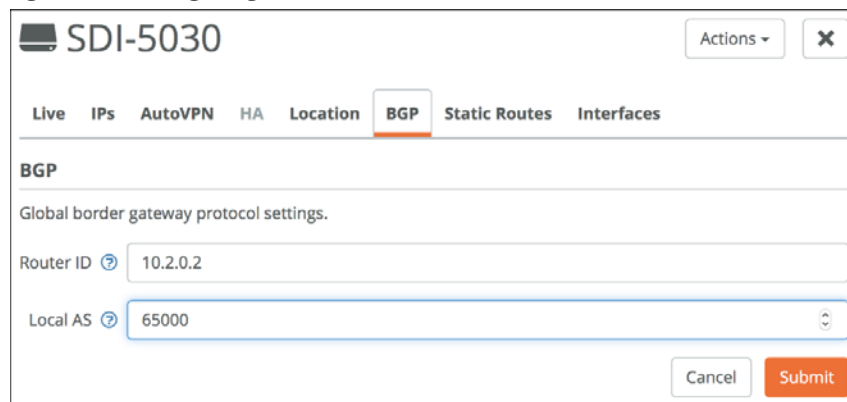 SDI-5030
Actions
Live IPs AutoVPN HA Location BGP Static Routes Interfaces
BGP
Global border gateway protocol settings.
Router ID ? 10.2.0.2
Local AS ? 65000
Cancel Submit